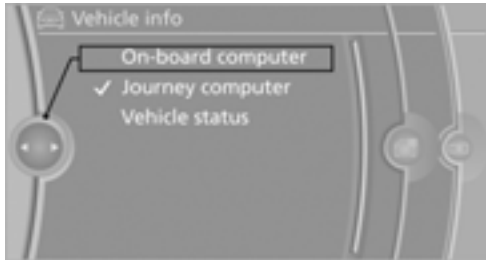 Vehicle info
On-board computer
Journey computer
Vehicle status